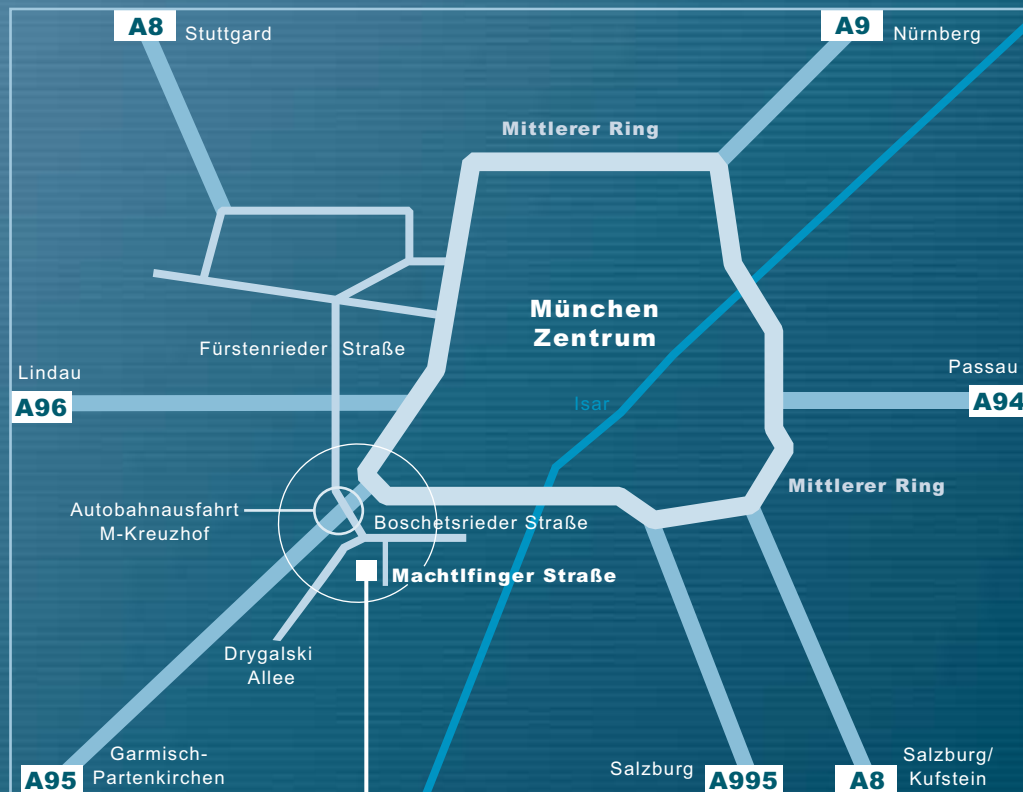 A8 Stuttgard
A9 Nürnberg
Mittlerer Ring
München
Zentrum
Fürstenrieder Straße
Lindau
A96
Passau
A94
Isar
Mittlerer Ring
Autobahnausfahrt
M-Kreuzhof
Boschetsrieder Straße
Machtlfinger Straße
Drygalski
Allee
Garmisch-
Partenkirchen
A95
Salzburg A995
A8
Salzburg/
Kufstein